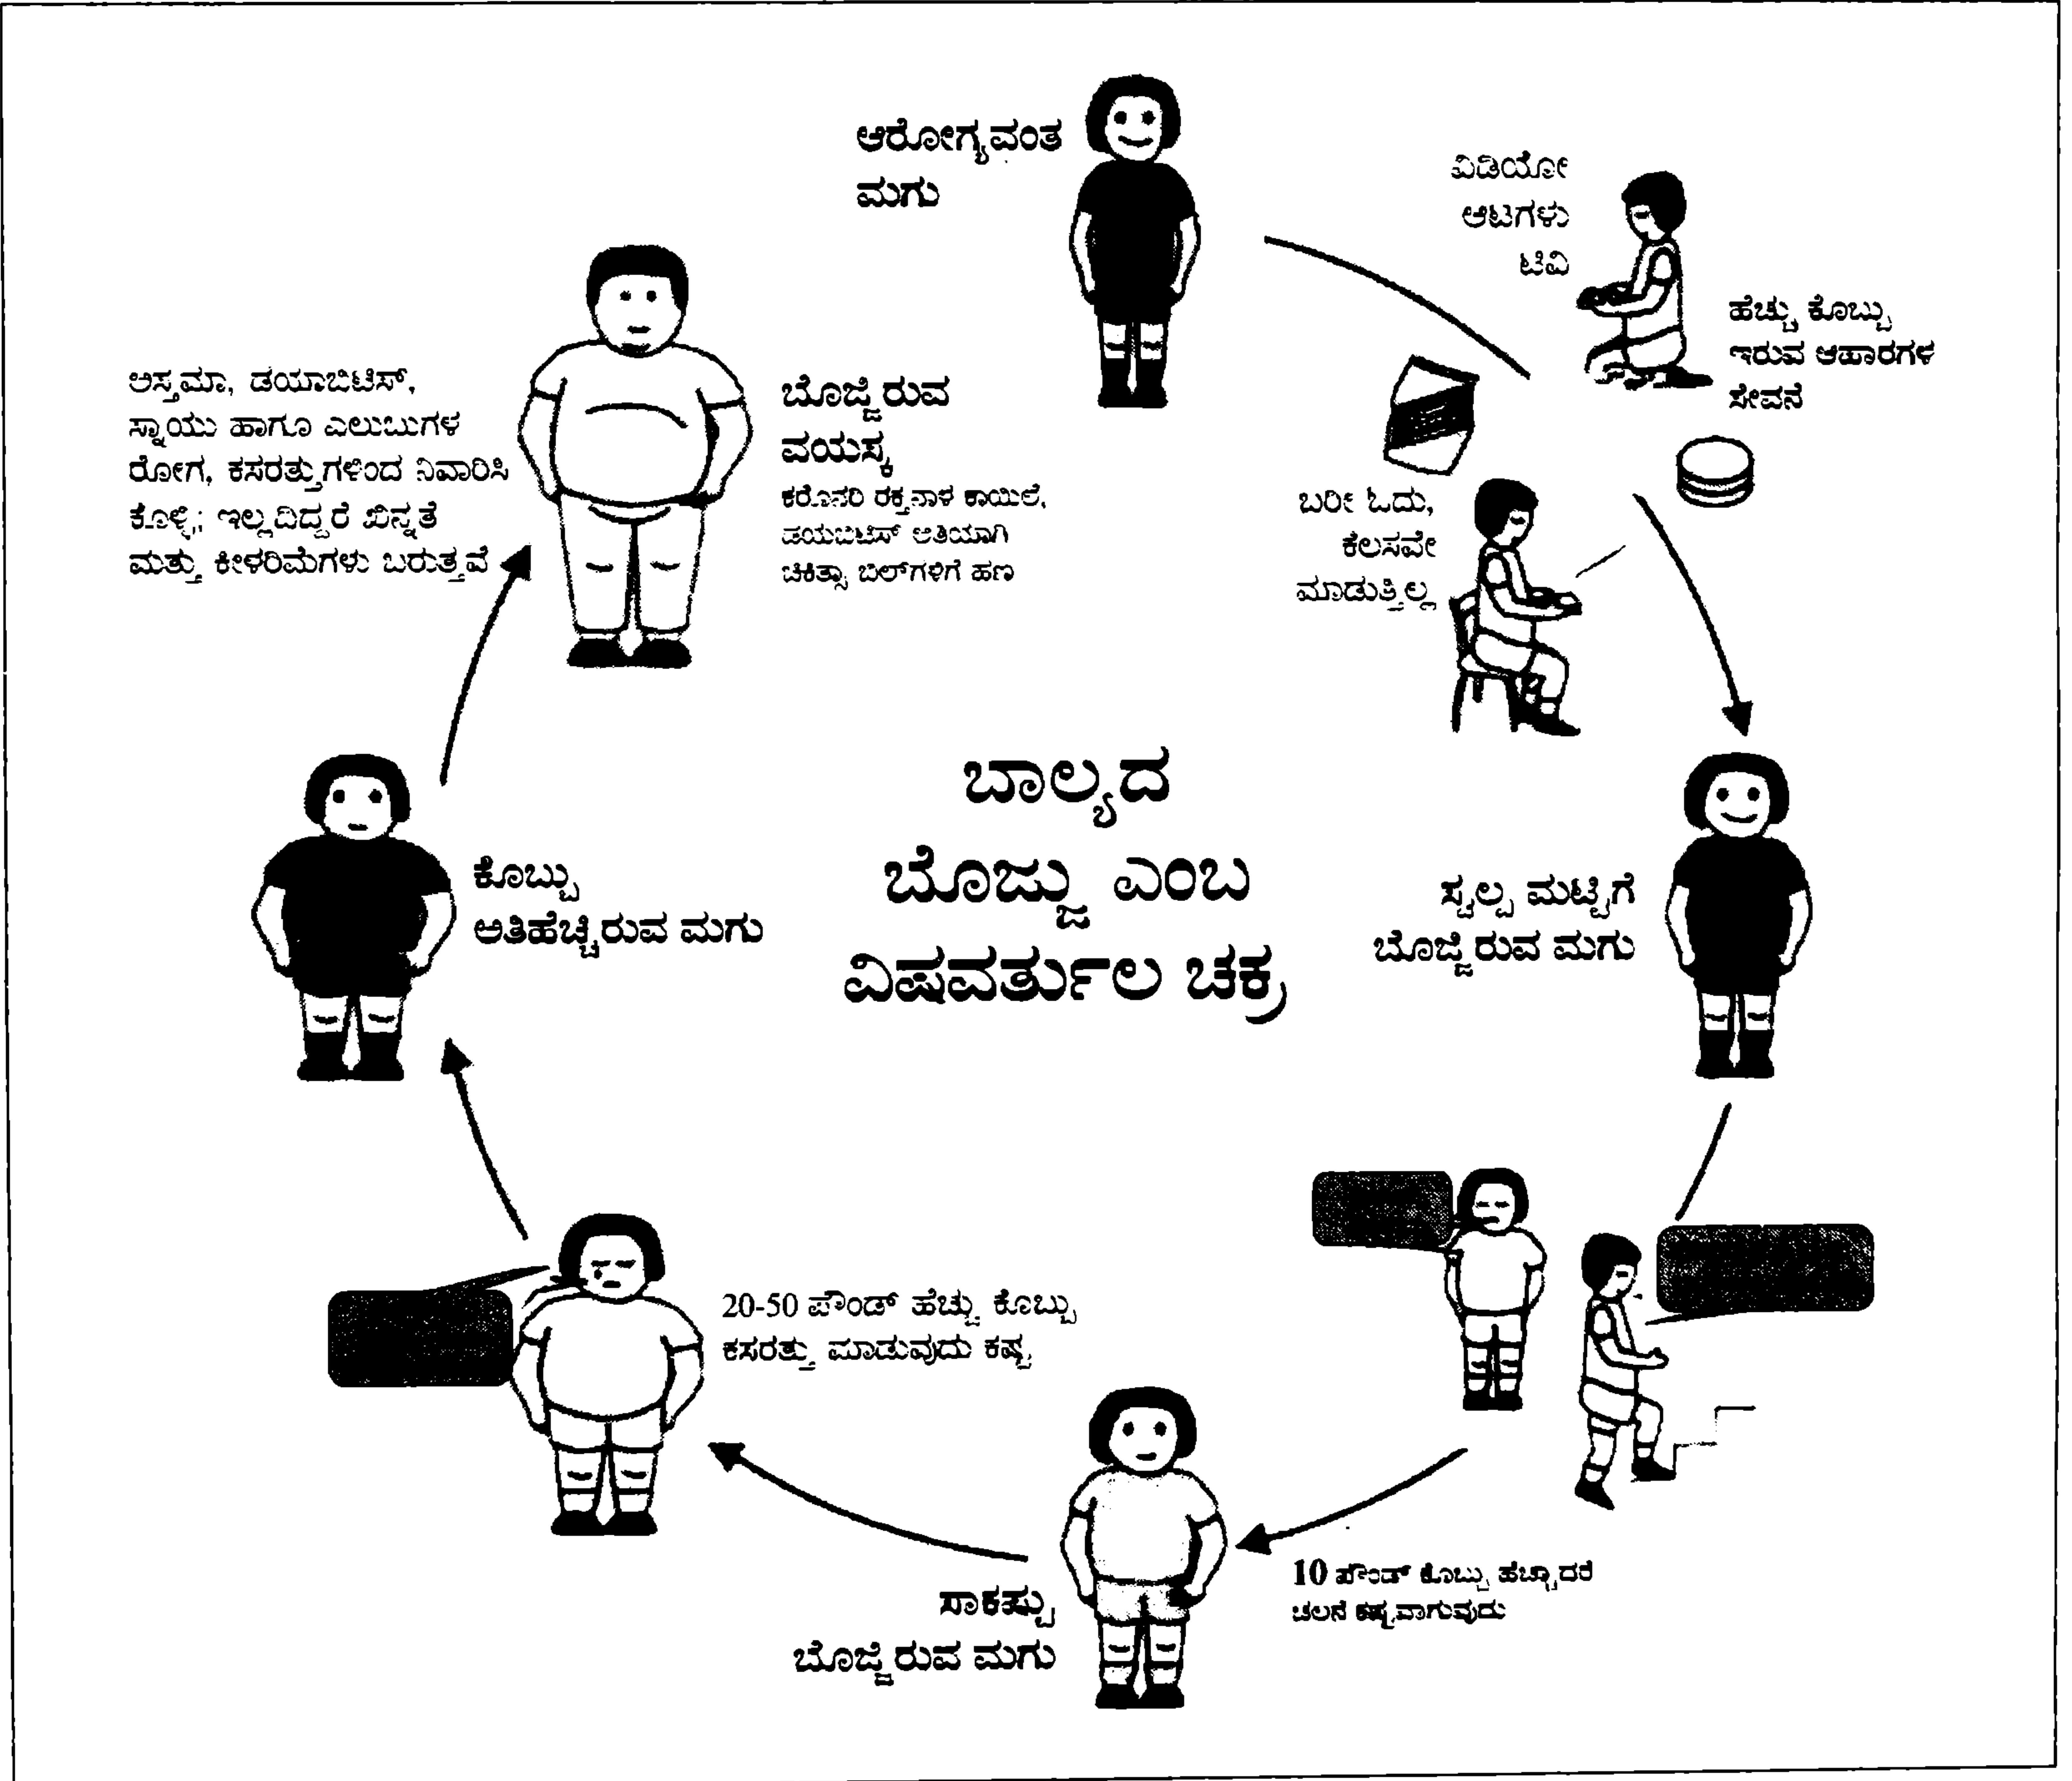 ಆರೋಗ್ಯವಂತ
ಮಗು
ವಿಡಿಯೋ
ಆಟಗಳು
ಟಿವಿ
ಹೆಚ್ಚು ಕೊಬ್ಬು
ಇರುವ ಆಹಾರಗಳ
ಸೇವನೆ
ಬರೀ ಓದು,
ಕೆಲಸವೇ
ಮಾಡುತ್ತಿಲ್ಲ
ಸ್ವಲ್ಪ ಮಟ್ಟಿಗೆ
ಬೊಜ್ಜಿರುವ ಮಗು
10 ಪೌಂಡ್ ಕೊಬ್ಬು ಹೆಚ್ಚಾದರೆ
ಚಲನೆ ಕಷ್ಟವಾಗುವುದು
ಸಾಕಷ್ಟು
ಬೊಜ್ಜಿರುವ ಮಗು
20-50 ಪೌಂಡ್ ಹೆಚ್ಚು ಕೊಬ್ಬು
ಕಸರತ್ತು ಮಾಡುವುದು ಕಷ್ಟ
ಕೊಬ್ಬು
ಅತಿಹೆಚ್ಚಿರುವ ಮಗು
ಅಸ್ತಮಾ, ಡಯಾಬಿಟಿಸ್,
ಸ್ನಾಯು ಹಾಗೂ ಎಲುಬುಗಳ
ರೋಗ, ಕಸರತ್ತುಗಳಿಂದ ನಿವಾರಿಸಿ
ಕೊಳ್ಳಿ; ಇಲ್ಲದಿದ್ದರೆ ಖಿನ್ನತೆ
ಮತ್ತು ಕೀಳರಿಮೆಗಳು ಬರುತ್ತವೆ
ಬೊಜ್ಜಿರುವ
ವಯಸ್ಕ
ಕರೊನರಿ ರಕ್ತನಾಳ ಕಾಯಿಲೆ,
ಡಯಬಿಟಿಸ್ ಅತಿಯಾಗಿ
ಚಿಕಿತ್ಸಾ ಬಿಲ್‌ಗಳಿಗೆ ಹಣ
ಬಾಲ್ಯದ
ಬೊಜ್ಜು ಎಂಬ
ವಿಷವರ್ತುಲ ಚಕ್ರ